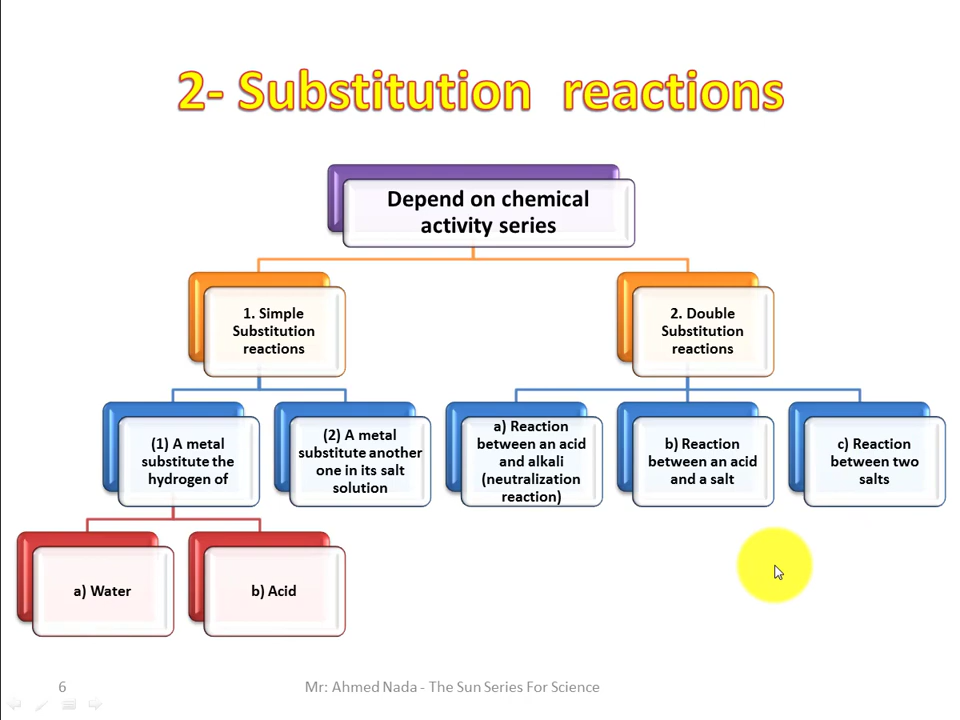 2- Substitution reactions
Depend on chemical
activity series
1. Simple
Substitution
reactions
2. Double
Substitution
reactions
(1) A metal
substitute the
hydrogen of
(2) A metal
substitute another
one in its salt
solution
a) Reaction
between an acid
and alkali
(neutralization
reaction)
b) Reaction
between an acid
and a salt
c) Reaction
between two
salts
a) Water
b) Acid
6
Mr: Ahmed Nada - The Sun Series For Science